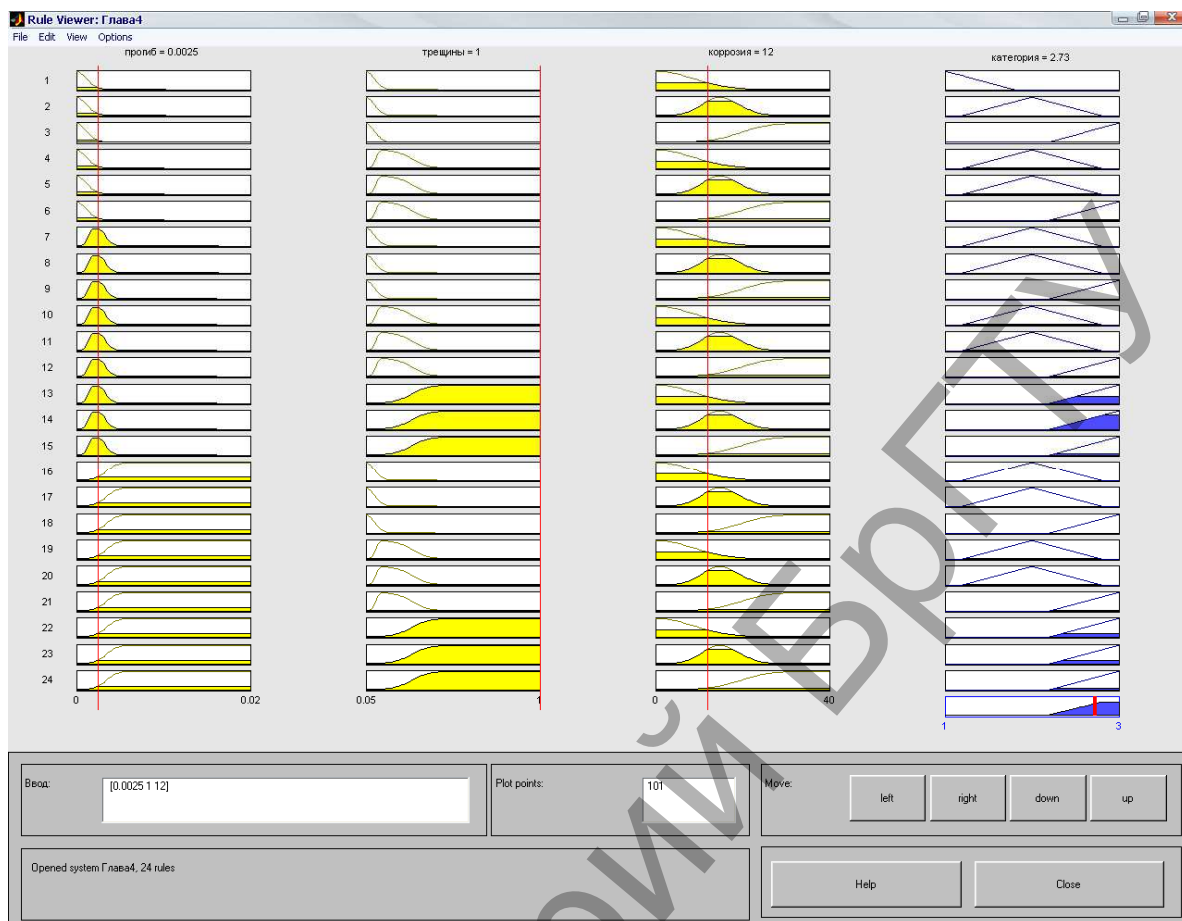 Rule Viewer: Глава4
File Edit View Options
прогиб = 0.0025
трещины = 1
коррозия = 12
категория = 2.73
1
2
3
4
5
6
7
8
9
10
11
12
13
14
15
16
17
18
19
20
21
22
23
24
0 0.02
0.05 1
0 40
1 3
Ввод: [0.0025 1 12]
Plot points: 101
Move: left right down up
Opened system Глава4, 24 rules
Help Close
БрГТУ